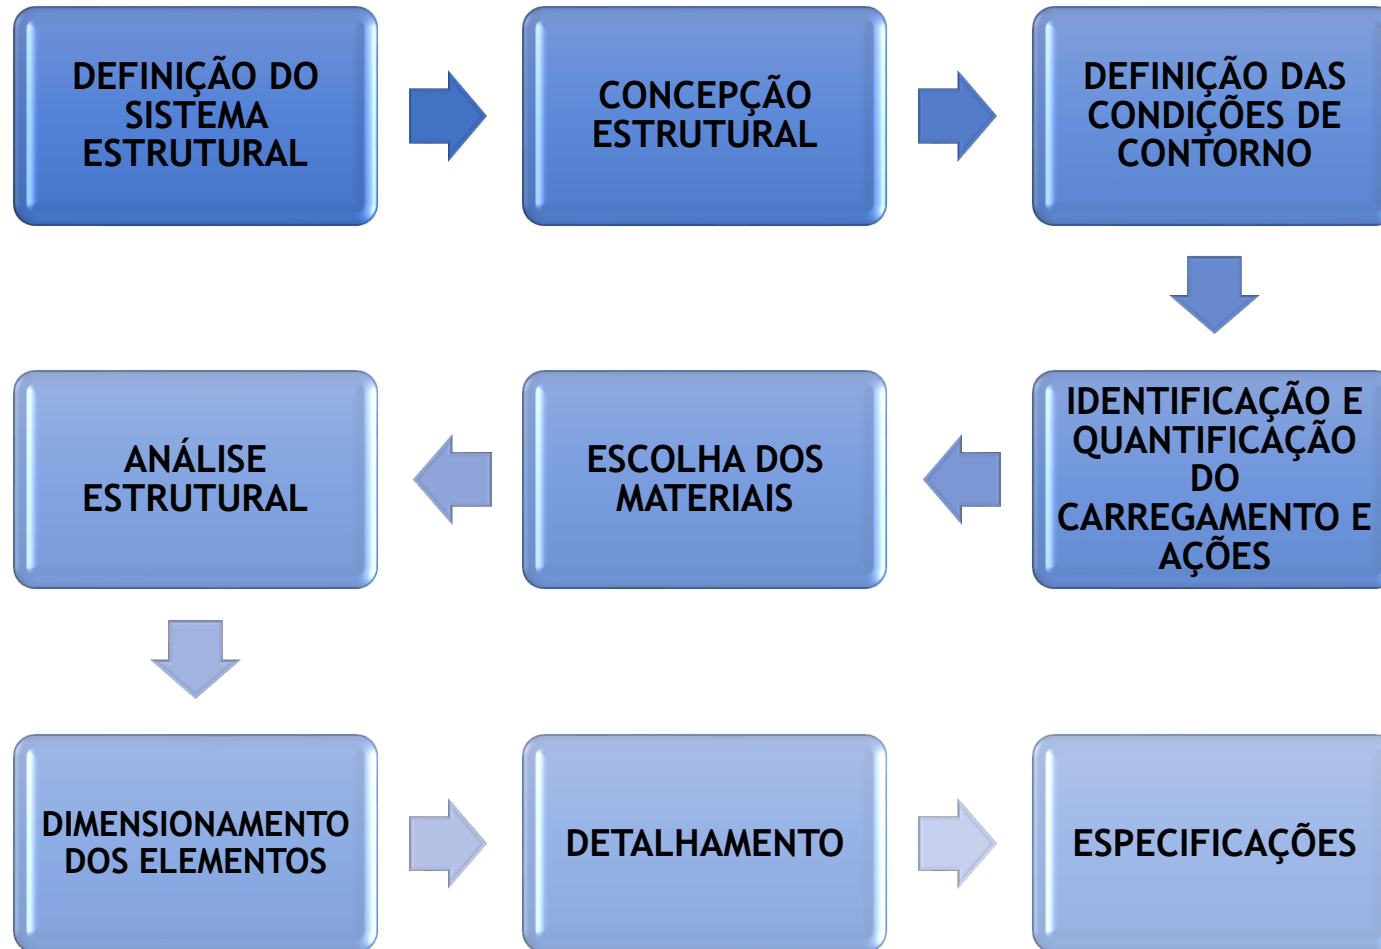 DEFINIÇÃO DO
SISTEMA
ESTRUTURAL
CONCEPÇÃO
ESTRUTURAL
DEFINIÇÃO DAS
CONDIÇÕES DE
CONTORNO
IDENTIFICAÇÃO E
QUANTIFICAÇÃO
DO
CARREGAMENTO E
AÇÕES
ESCOLHA DOS
MATERIAIS
ANÁLISE
ESTRUTURAL
DIMENSIONAMENTO
DOS ELEMENTOS
DETALHAMENTO
ESPECIFICAÇÕES